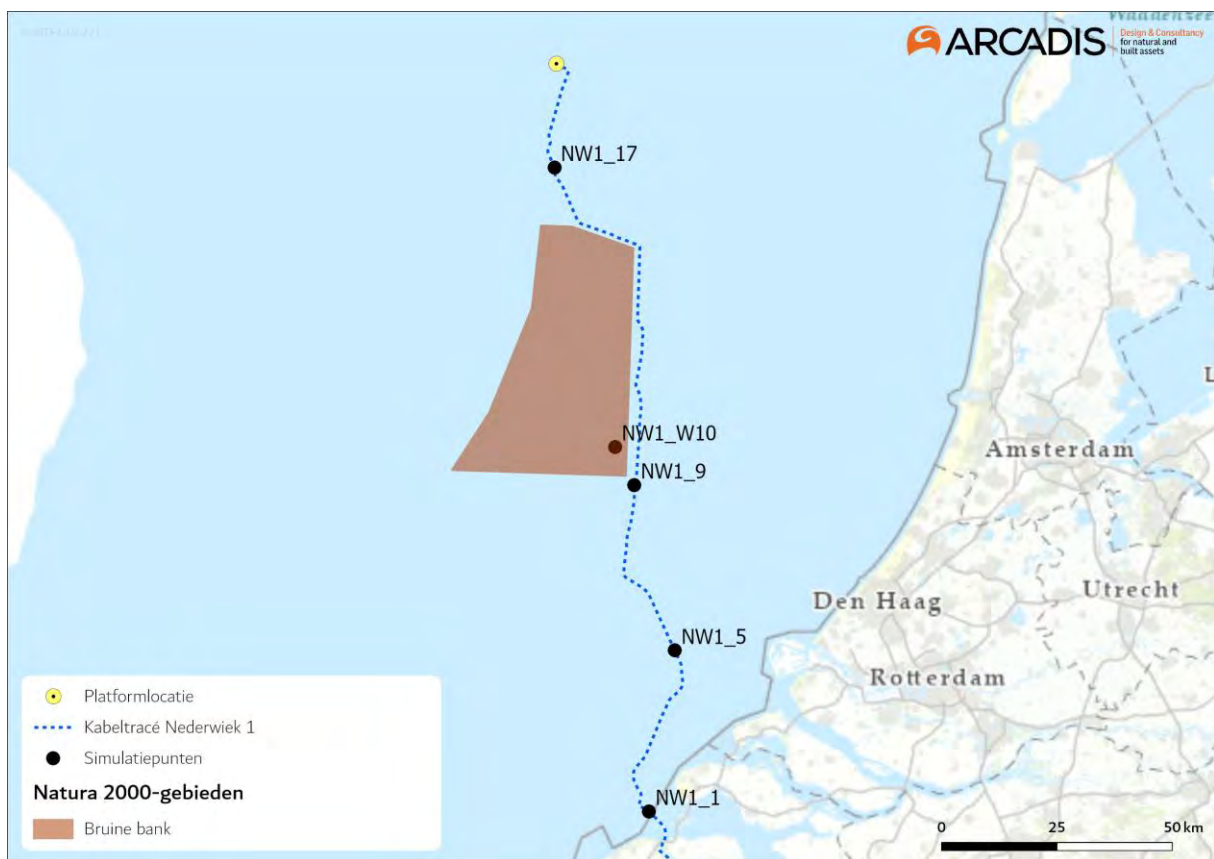 Waddenzee
ARCADIS
Design & Consultancy
for natural and
built assets
NW1_17
NW1_W10
NW1_9
Amsterdam
L
Utrecht
Den Haag
NW1_5
Rotterdam
NW1_1
Platformlocatie
Kabeltracé Nederwiek 1
Simulatiepunten
Natura 2000-gebieden
Bruine bank
0 25 50 km